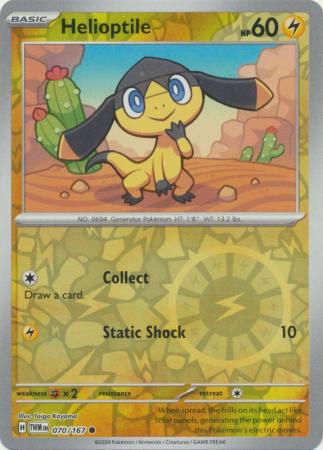 BASIC
Helioptile
HP 60
NO. 0694 Generator Pokémon HT: 1'8" WT: 13.2 lbs.
Collect
Draw a card.
Static Shock 10
weakness ×2 resistance retreat
Illus. Taiga Kayama
H TWM EN 070/167
When spread, the frills on its head act like
solar panels, generating the power behind
this Pokémon's electric moves.
©2024 Pokémon / Nintendo / Creatures / GAME FREAK